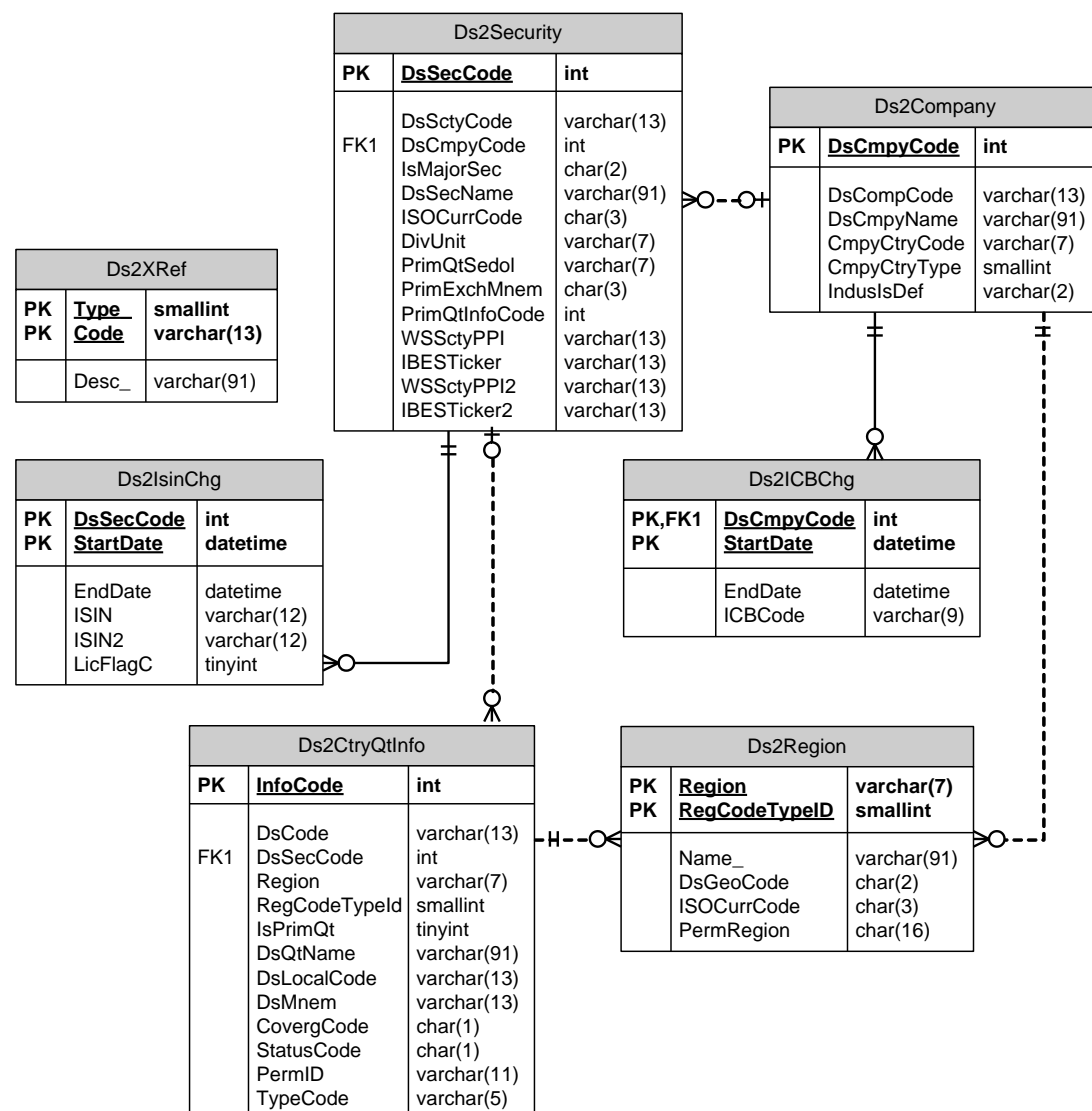 Ds2Security
PK DsSecCode int
DsSctyCode varchar(13)
FK1 DsCmpyCode int
IsMajorSec char(2)
DsSecName varchar(91)
ISOCurrCode char(3)
DivUnit varchar(7)
PrimQtSedol varchar(7)
PrimExchMnem char(3)
PrimQtInfoCode int
WSSctyPPI varchar(13)
IBESTicker varchar(13)
WSSctyPPI2 varchar(13)
IBESTicker2 varchar(13)
Ds2Company
PK DsCmpyCode int
DsCompCode varchar(13)
DsCmpyName varchar(91)
CmpyCtryCode varchar(7)
CmpyCtryType smallint
IndusIsDef varchar(2)
Ds2XRef
PK Type_ smallint
PK Code varchar(13)
Desc_ varchar(91)
Ds2IsinChg
PK DsSecCode int
PK StartDate datetime
EndDate datetime
ISIN varchar(12)
ISIN2 varchar(12)
LicFlagC tinyint
Ds2ICBChg
PK,FK1 DsCmpyCode int
PK StartDate datetime
EndDate datetime
ICBCode varchar(9)
Ds2CtryQtInfo
PK InfoCode int
DsCode varchar(13)
FK1 DsSecCode int
Region varchar(7)
RegCodeTypeId smallint
IsPrimQt tinyint
DsQtName varchar(91)
DsLocalCode varchar(13)
DsMnem varchar(13)
CovergCode char(1)
StatusCode char(1)
PermID varchar(11)
TypeCode varchar(5)
Ds2Region
PK Region varchar(7)
PK RegCodeTypeID smallint
Name_ varchar(91)
DsGeoCode char(2)
ISOCurrCode char(3)
PermRegion char(16)